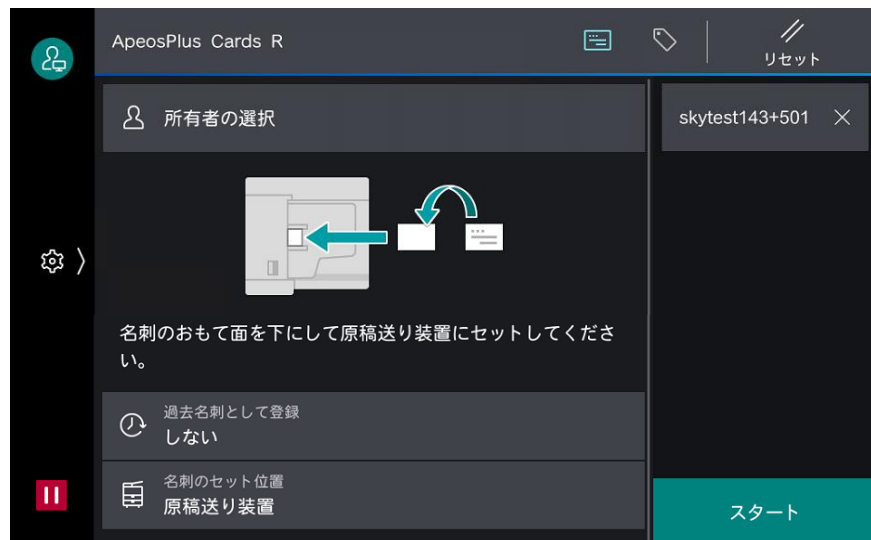 ApeosPlus Cards R
リセット
所有者の選択
skytest143+501
名刺のおもて面を下にして原稿送り装置にセットしてくださ
い。
過去名刺として登録
しない
名刺のセット位置
原稿送り装置
スタート